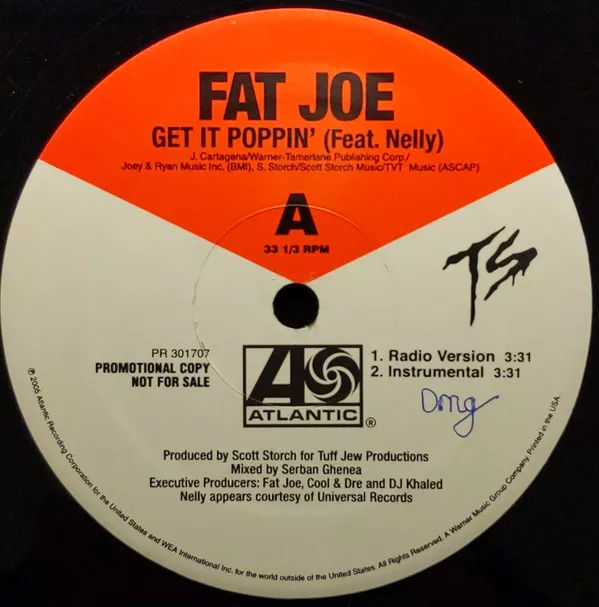 FAT JOE
GET IT POPPIN' (Feat. Nelly)
J. Cartagena/Warner-Tamerlane Publishing Corp./
Joey & Ryan Music Inc. (BMI), S. Storch/Scott Storch Music/TVT Music (ASCAP)
A
33 1/3 RPM
TS
PR 301707
PROMOTIONAL COPY
NOT FOR SALE
A
ATLANTIC ®
1. Radio Version 3:31
2. Instrumental 3:31
Dmg
Produced by Scott Storch for Tuff Jew Productions
Mixed by Serban Ghenea
Executive Producers: Fat Joe, Cool & Dre and DJ Khaled
Nelly appears courtesy of Universal Records
℗ 2005 Atlantic Recording Corporation for the United States and WEA International Inc. for the world outside of the United States. All Rights Reserved. A Warner Music Group Company. Printed in the USA.